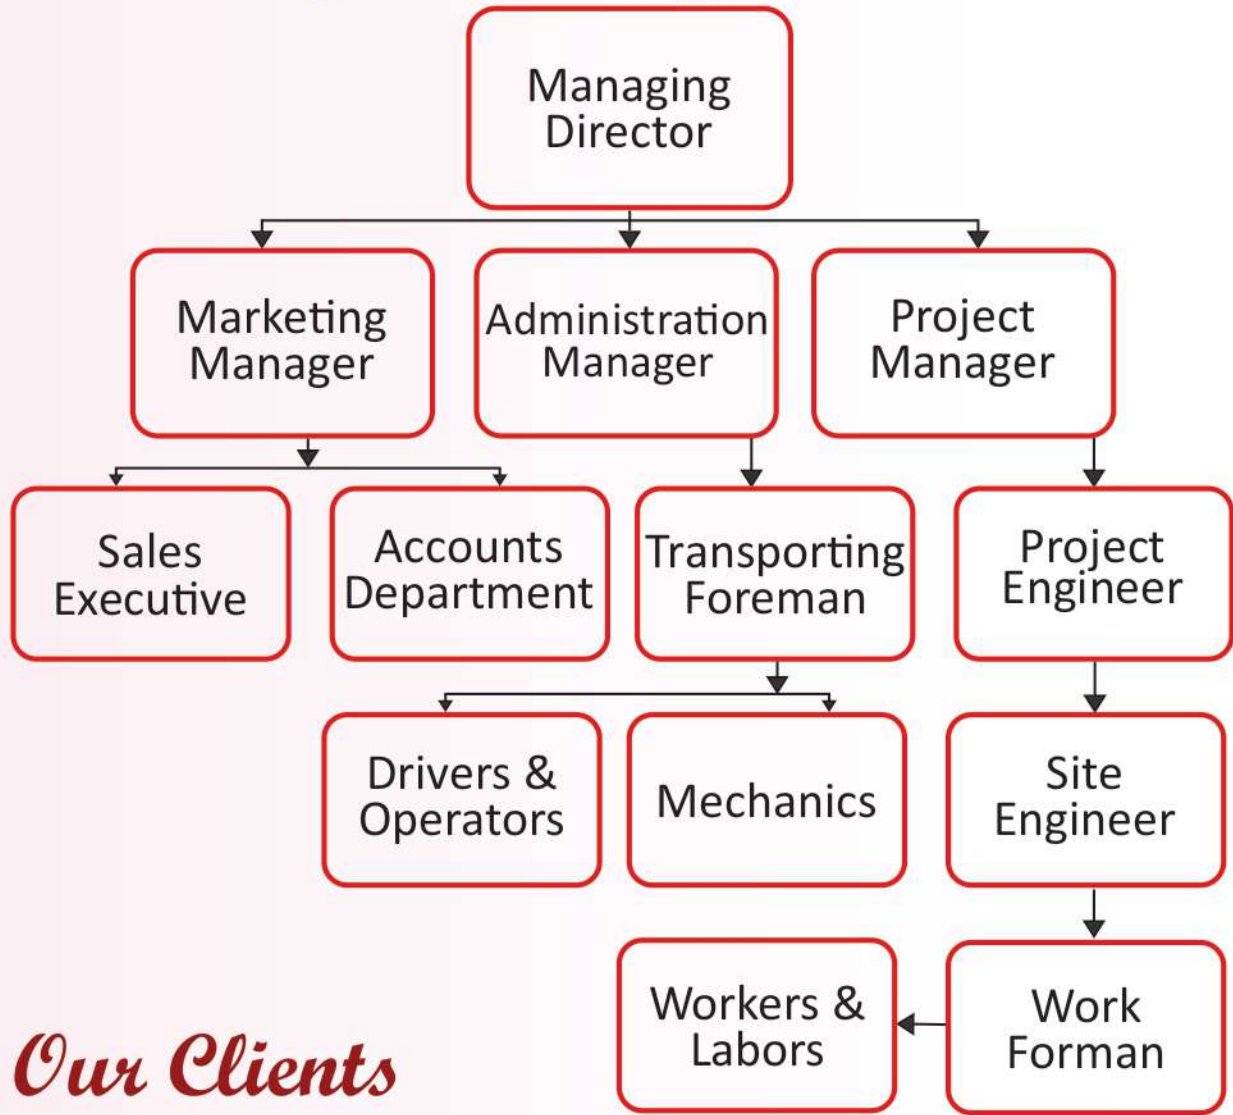 Managing
Director
Marketing
Manager
Administration
Manager
Project
Manager
Sales
Executive
Accounts
Department
Transporting
Foreman
Project
Engineer
Drivers &
Operators
Mechanics
Site
Engineer
Workers &
Labors
Work
Forman
Our Clients